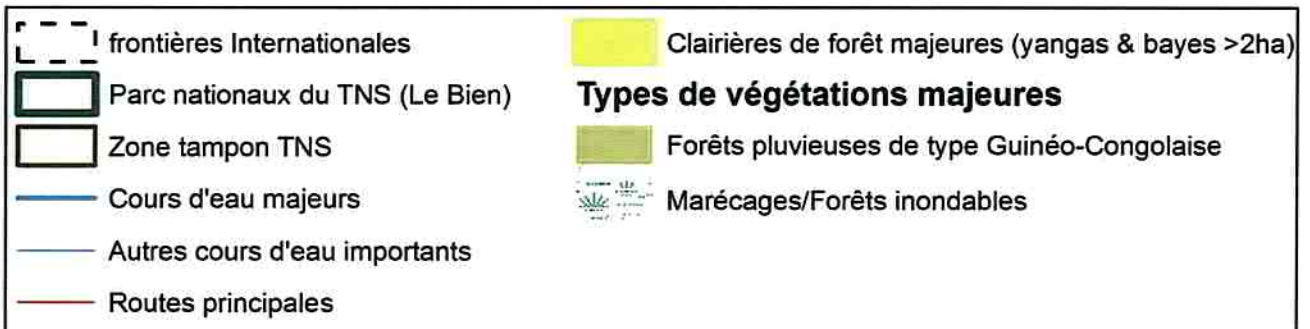 frontières Internationales
Parc nationaux du TNS (Le Bien)
Zone tampon TNS
Cours d'eau majeurs
Autres cours d'eau importants
Routes principales
Clairières de forêt majeures (yangas & bayes >2ha)
Types de végétations majeures
Forêts pluvieuses de type Guinéo-Congolaise
Marécages/Forêts inondables